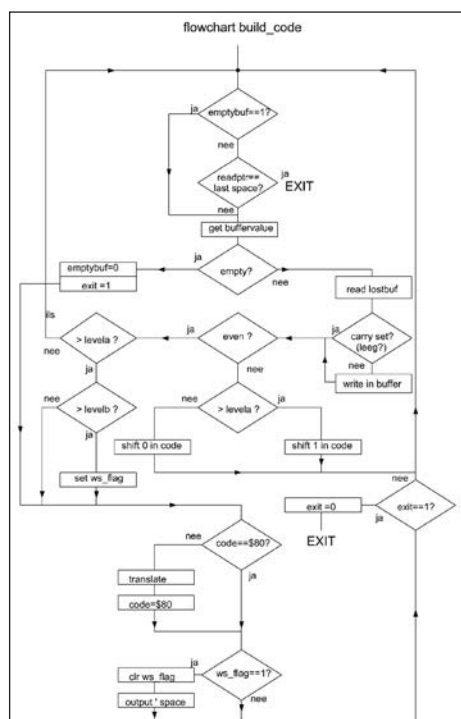 flowchart build_code
ja
emptybuf==1?
nee
readptr==
last space?
ja
EXIT
nee
get buffervalue
ja
empty?
nee
emptybuf=0
exit =1
read lostbuf
ils
> levela ?
ja
even ?
ja
carry set?
(leeg?)
nee
ja
nee
nee
write in buffer
nee
> levelb ?
ja
nee
> levela ?
ja
shift 0 in code
shift 1 in code
set ws_flag
nee
exit =0
ja
exit==1?
EXIT
nee
code==$80?
ja
translate
code=$80
ja
ws_flag==1?
nee
clr ws_flag
output ' space